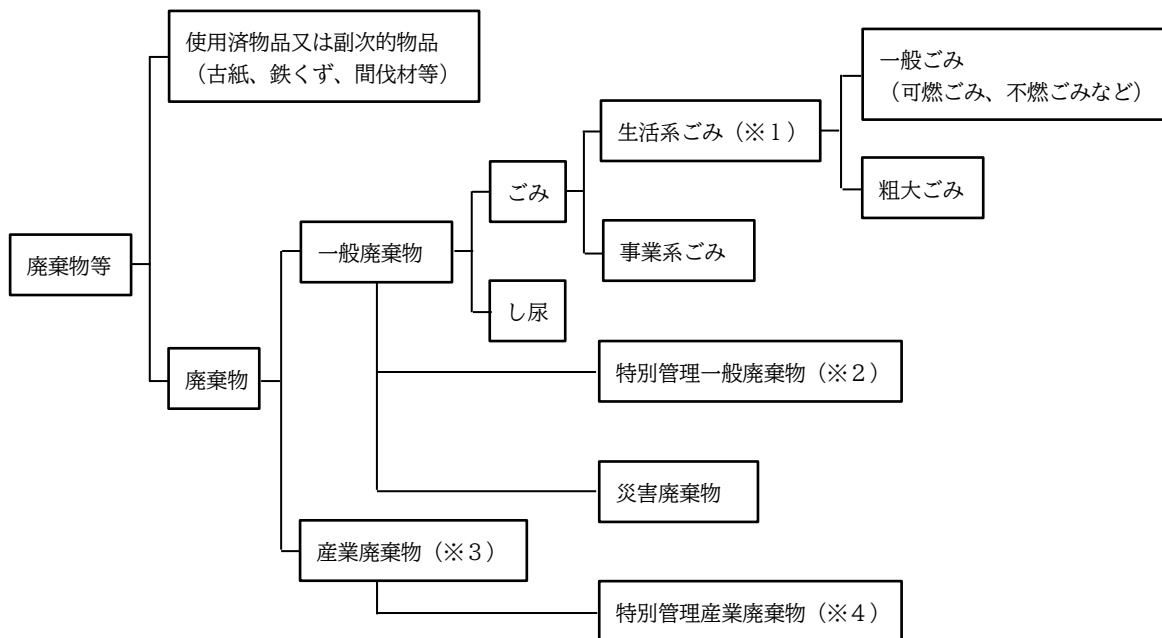 使用済物品又は副次的物品
（古紙、鉄くず、間伐材等）
一般ごみ
（可燃ごみ、不燃ごみなど）
生活系ごみ（※１）
ごみ
粗大ごみ
一般廃棄物
事業系ごみ
廃棄物等
し尿
廃棄物
特別管理一般廃棄物（※２）
災害廃棄物
産業廃棄物（※３）
特別管理産業廃棄物（※４）